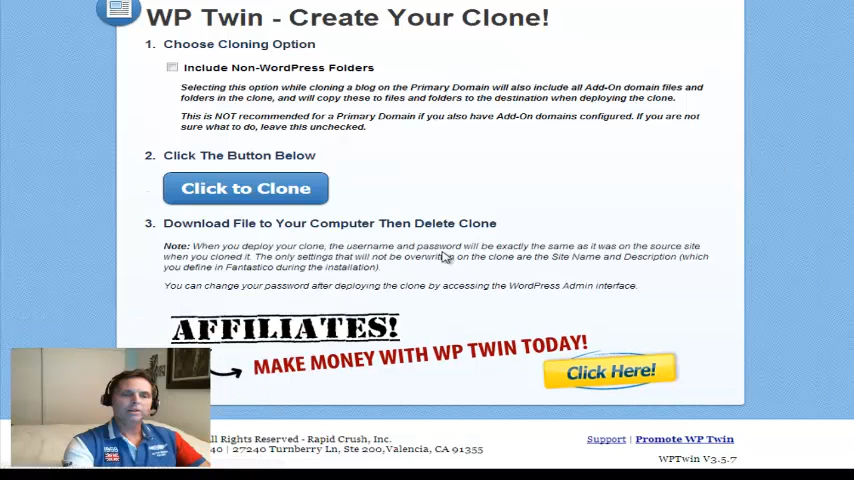 WP Twin - Create Your Clone!
1. Choose Cloning Option
Include Non-WordPress Folders
Selecting this option while cloning a blog on the Primary Domain will also include all Add-On domain files and
folders in the clone, and will copy these to files and folders to the destination when deploying the clone.
This is NOT recommended for a Primary Domain if you also have Add-On domains configured. If you are not
sure what to do, leave this unchecked.
2. Click The Button Below
Click to Clone
3. Download File to Your Computer Then Delete Clone
Note: When you deploy your clone, the username and password will be exactly the same as it was on the source site
when you cloned it. The only settings that will not be overwritten on the clone are the Site Name and Description (which
you define in Fantastico during the installation).
You can change your password after deploying the clone by accessing the WordPress Admin interface.
AFFILIATES!
MAKE MONEY WITH WP TWIN TODAY!
Click Here!
ll Rights Reserved - Rapid Crush, Inc.
40 | 27240 Turnberry Ln, Ste 200,Valencia, CA 91355
Support | Promote WP Twin
WPTwin V3.5.7